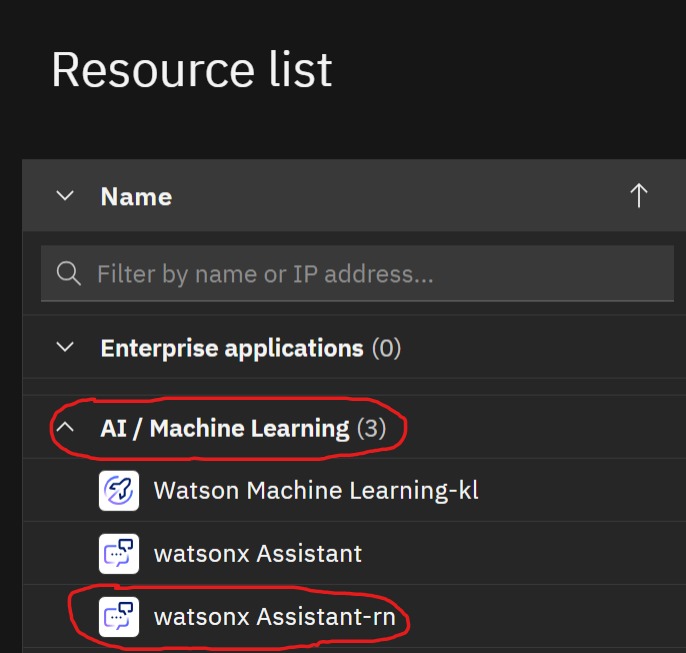 Resource list
Name
Filter by name or IP address...
Enterprise applications (0)
AI / Machine Learning (3)
Watson Machine Learning-kl
watsonx Assistant
watsonx Assistant-rn